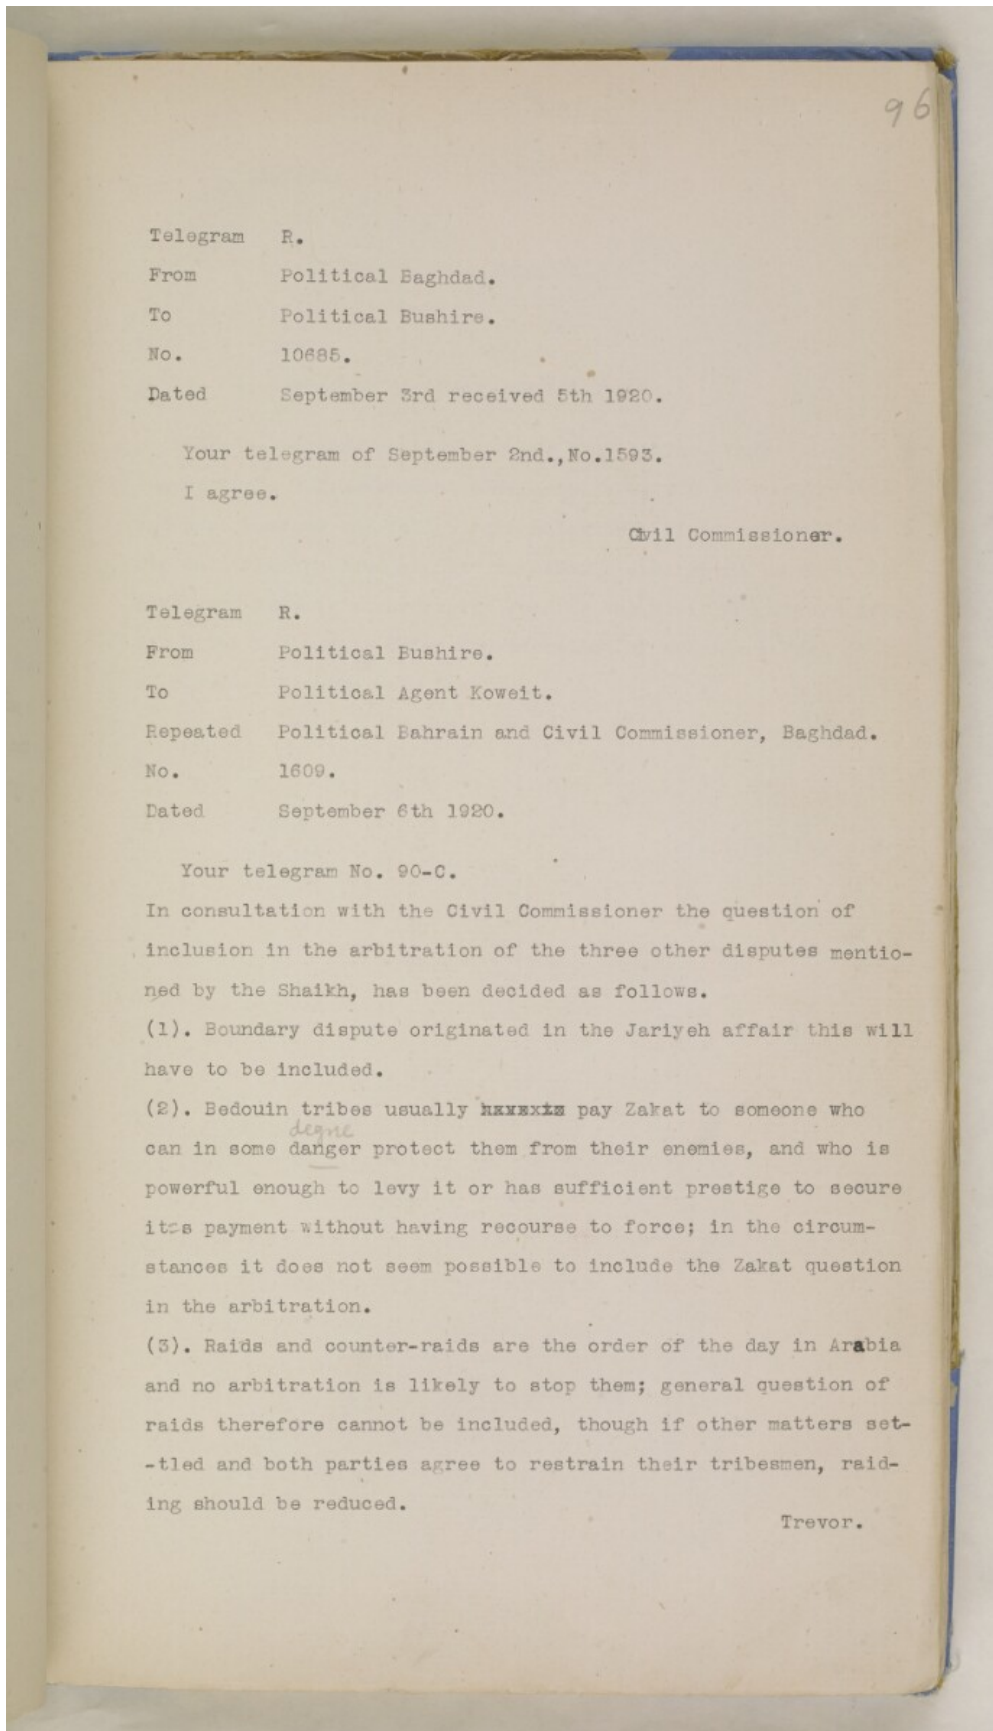 96
Telegram R.
From Political Baghdad.
To Political Bushire.
No. 10685.
Dated September 3rd received 5th 1920.
Your telegram of September 2nd.,No.1593.
I agree.
Civil Commissioner.
Telegram R.
From Political Bushire.
To Political Agent Koweit.
Repeated Political Bahrain and Civil Commissioner, Baghdad.
No. 1609.
Dated September 6th 1920.
Your telegram No. 90-C.
In consultation with the Civil Commissioner the question of
inclusion in the arbitration of the three other disputes mentio-
ned by the Shaikh, has been decided as follows.
(1). Boundary dispute originated in the Jariyeh affair this will
have to be included.
(2). Bedouin tribes usually pay Zakat to someone who
degree
can in some danger protect them from their enemies, and who is
powerful enough to levy it or has sufficient prestige to secure
its payment without having recourse to force; in the circum-
stances it does not seem possible to include the Zakat question
in the arbitration.
(3). Raids and counter-raids are the order of the day in Arabia
and no arbitration is likely to stop them; general question of
raids therefore cannot be included, though if other matters set-
-tled and both parties agree to restrain their tribesmen, raid-
ing should be reduced.
Trevor.